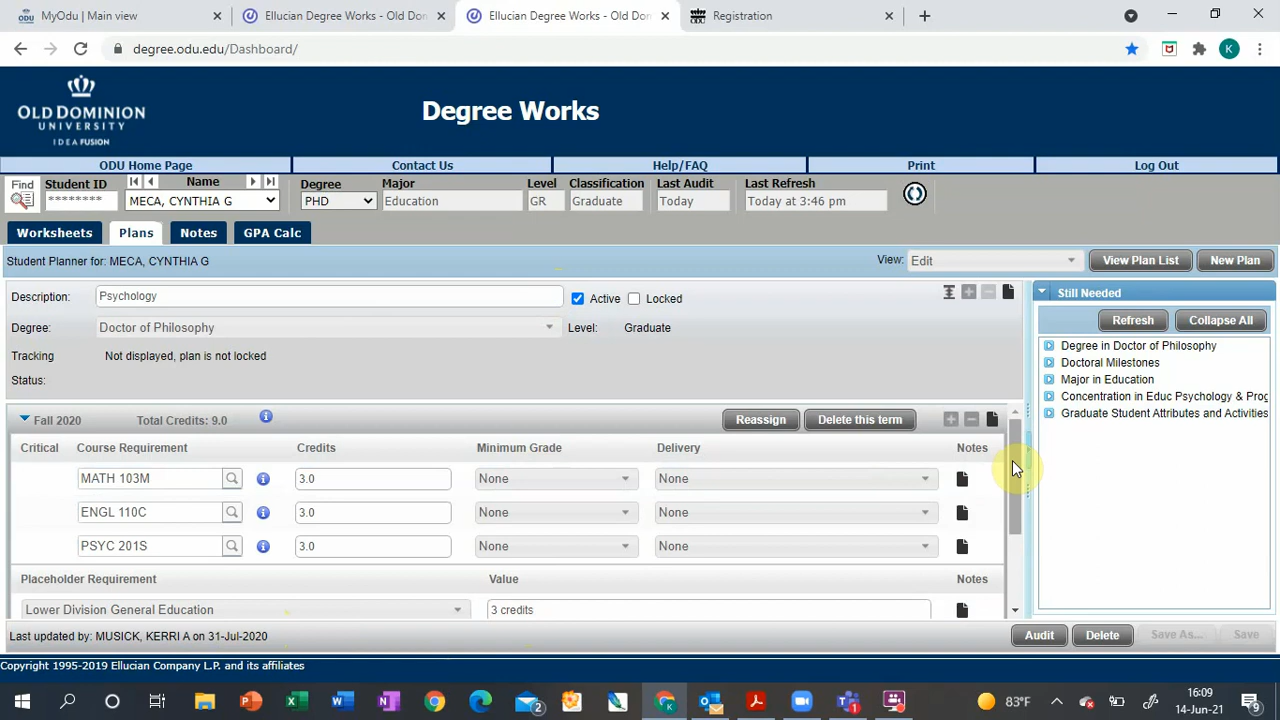 MyOdu | Main view
Ellucian Degree Works - Old Don
Ellucian Degree Works - Old Don
Registration
degree.odu.edu/Dashboard/
K
ODU
OLD DOMINION
UNIVERSITY
IDEA FUSION
Degree Works
ODU Home Page
Contact Us
Help/FAQ
Print
Log Out
Find
Student ID
Name
Degree
Major
Level
Classification
Last Audit
Last Refresh
********
MECA, CYNTHIA G
PHD
Education
GR
Graduate
Today
Today at 3:46 pm
Worksheets
Plans
Notes
GPA Calc
Student Planner for: MECA, CYNTHIA G
View:
Edit
View Plan List
New Plan
Description:
Psychology
Active
Locked
Still Needed
Refresh
Collapse All
Degree:
Doctor of Philosophy
Level:
Graduate
Tracking
Not displayed, plan is not locked
Status:
Degree in Doctor of Philosophy
Doctoral Milestones
Major in Education
Concentration in Educ Psychology & Prog
Graduate Student Attributes and Activities
Fall 2020
Total Credits: 9.0
Reassign
Delete this term
Critical
Course Requirement
Credits
Minimum Grade
Delivery
Notes
MATH 103M
3.0
None
None
ENGL 110C
3.0
None
None
PSYC 201S
3.0
None
None
Placeholder Requirement
Value
Notes
Lower Division General Education
3 credits
Last updated by: MUSICK, KERRI A on 31-Jul-2020
Audit
Delete
Save As...
Save
Copyright 1995-2019 Ellucian Company L.P. and its affiliates
2
1
83°F
16:09
14-Jun-21
9